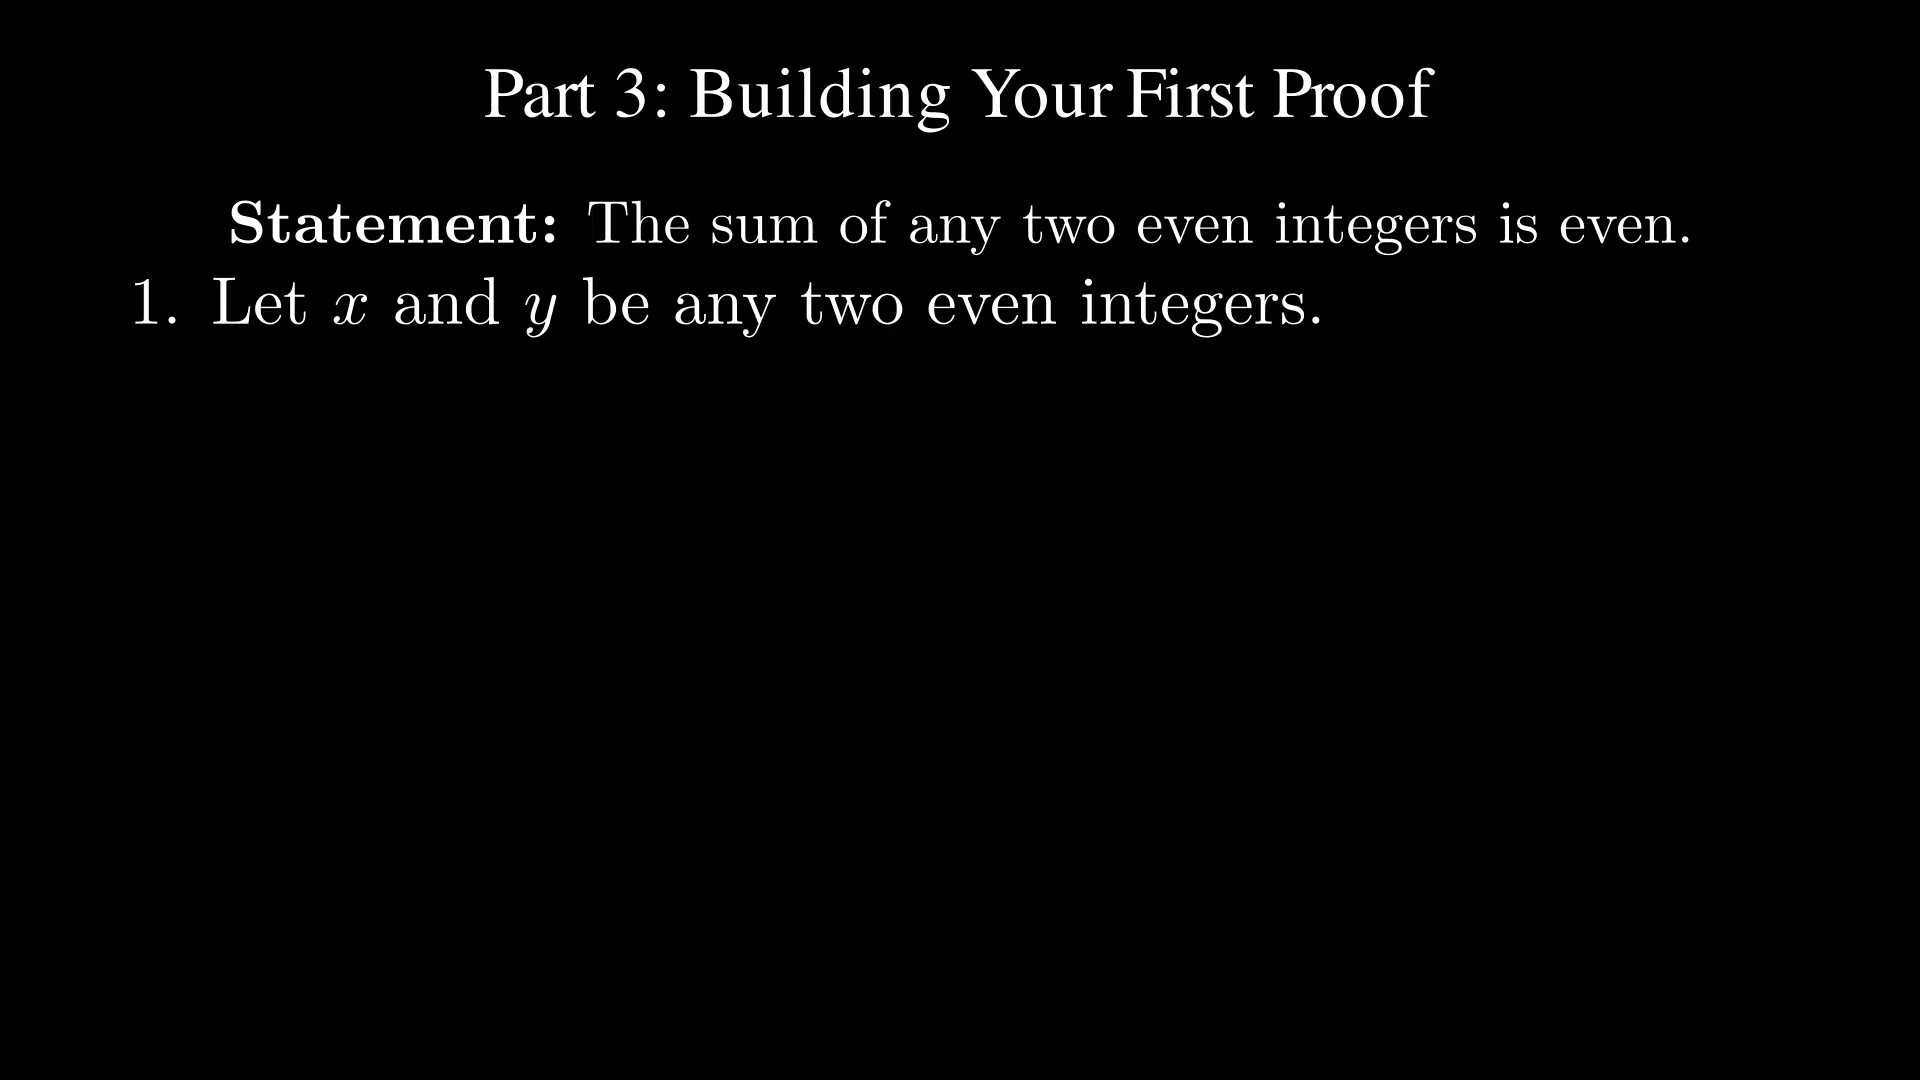 Part 3: Building Your First Proof
Statement: The sum of any two even integers is even.
1. Let x and y be any two even integers.